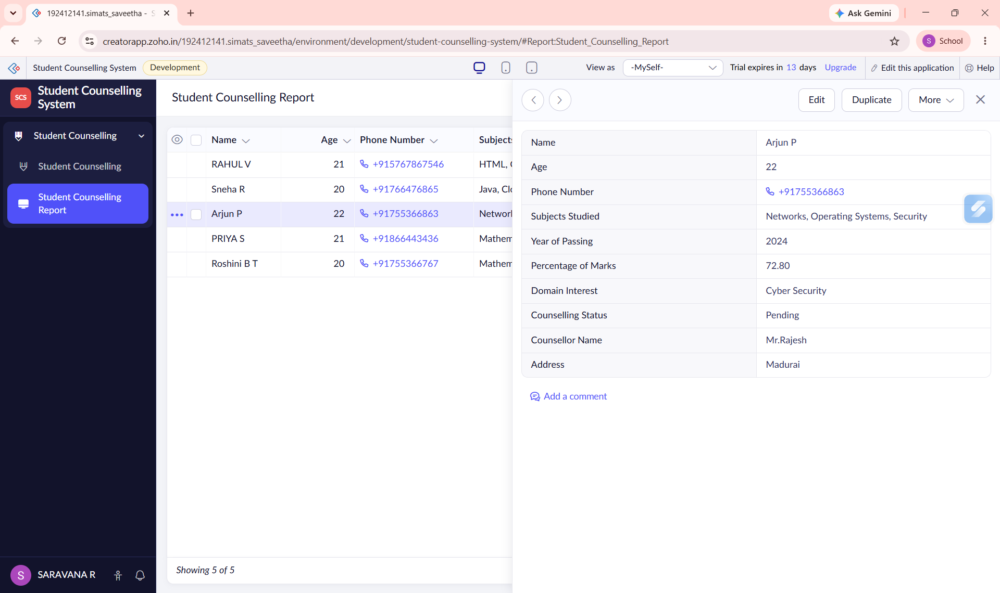 192412141.simats_saveetha -
Ask Gemini
creatorapp.zoho.in/192412141.simats_saveetha/environment/development/student-counselling-system/#Report:Student_Counselling_Report
S School
Student Counselling System Development View as -MySelf- Trial expires in 13 days Upgrade Edit this application Help
SCS Student Counselling
System
Student Counselling
Student Counselling
Student Counselling
Report
SARAVANA R
S
Student Counselling Report
Name Age Phone Number Subjects
RAHUL V 21 +915767867546 HTML,
Sneha R 20 +91766476865 Java, Clo
Arjun P 22 +91755366863 Network
PRIYA S 21 +91866443436 Mathem
Roshini B T 20 +91755366767 Mathem
Showing 5 of 5
Edit Duplicate More
Name Arjun P
Age 22
Phone Number +91755366863
Subjects Studied Networks, Operating Systems, Security
Year of Passing 2024
Percentage of Marks 72.80
Domain Interest Cyber Security
Counselling Status Pending
Counsellor Name Mr.Rajesh
Address Madurai
Add a comment